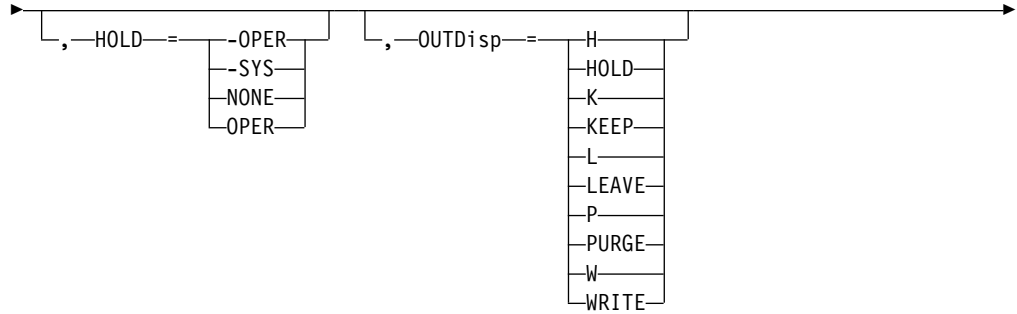 , HOLD = -OPER , OUTDisp = H
-SYS HOLD
NONE K
OPER KEEP
L
LEAVE
P
PURGE
W
WRITE